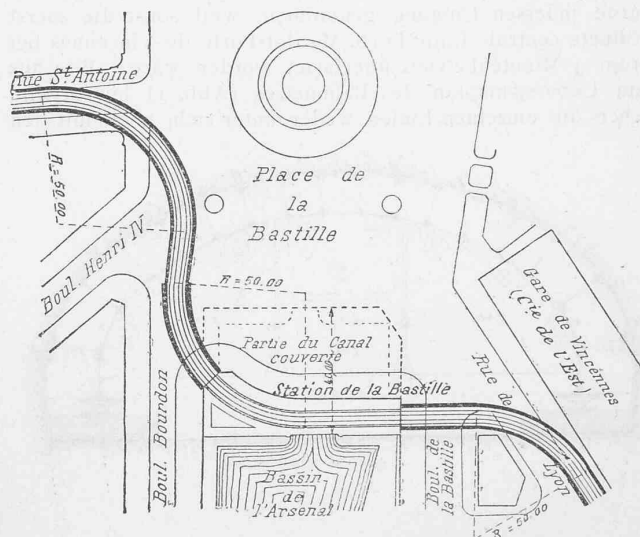 Rue St. Antoine
Place de
la
Bastille
R = 50.00
Boul. Henri IV
R = 50.00
Gare de Vincennes
(Cie de l'Est)
Partie du Canal
couverte
Station de la Bastille
Rue de
Lyon
Boul. Bourdon
Boul. de
la Bastille
Bassin
de
l'Arsenal
R = 50.00